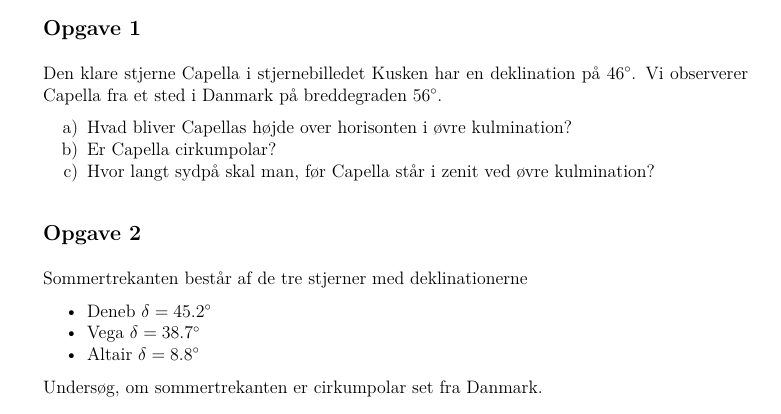 Opgave 1
Den klare stjerne Capella i stjernebilledet Kusken har en deklination på 46°. Vi observerer
Capella fra et sted i Danmark på breddegraden 56°.
a) Hvad bliver Capellas højde over horisonten i øvre kulmination?
b) Er Capella cirkumpolar?
c) Hvor langt sydpå skal man, før Capella står i zenit ved øvre kulmination?
Opgave 2
Sommertrekanten består af de tre stjerner med deklinationerne
• Deneb δ = 45.2°
• Vega δ = 38.7°
• Altair δ = 8.8°
Undersøg, om sommertrekanten er cirkumpolar set fra Danmark.